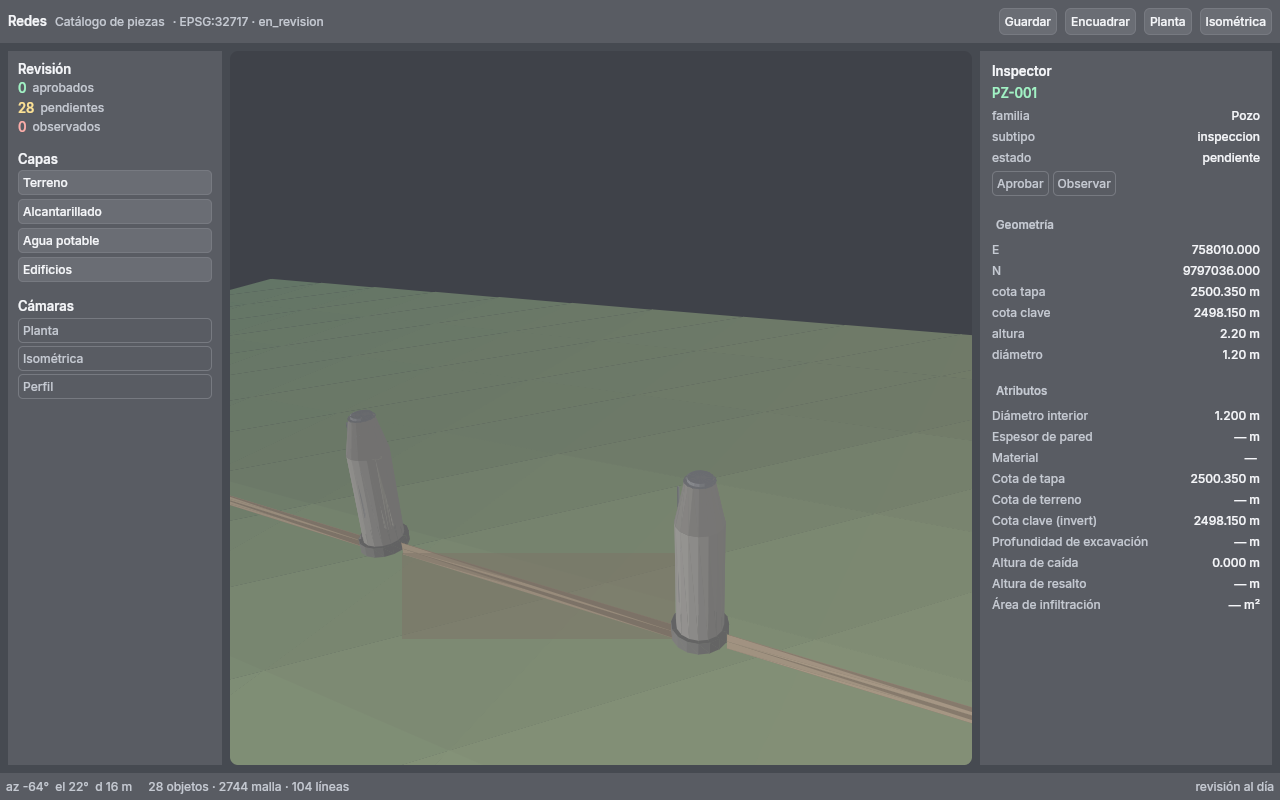 Redes Catálogo de piezas · EPSG:32717 · en_revision
Guardar Encuadrar Planta Isométrica
Revisión
0 aprobados
28 pendientes
0 observados
Capas
Terreno
Alcantarillado
Agua potable
Edificios
Cámaras
Planta
Isométrica
Perfil
Inspector
PZ-001
familia Pozo
subtipo inspeccion
estado pendiente
Aprobar Observar
Geometría
E 758010.000
N 9797036.000
cota tapa 2500.350 m
cota clave 2498.150 m
altura 2.20 m
diámetro 1.20 m
Atributos
Diámetro interior 1.200 m
Espesor de pared — m
Material —
Cota de tapa 2500.350 m
Cota de terreno — m
Cota clave (invert) 2498.150 m
Profundidad de excavación — m
Altura de caída 0.000 m
Altura de resalto — m
Área de infiltración — m²
az -64° el 22° d 16 m 28 objetos · 2744 malla · 104 líneas
revisión al día